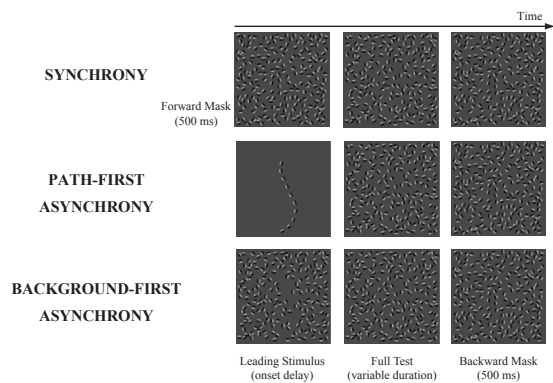 Time
SYNCHRONY
Forward Mask
(500 ms)
PATH-FIRST
ASYNCHRONY
BACKGROUND-FIRST
ASYNCHRONY
Leading Stimulus
(onset delay)
Full Test
(variable duration)
Backward Mask
(500 ms)